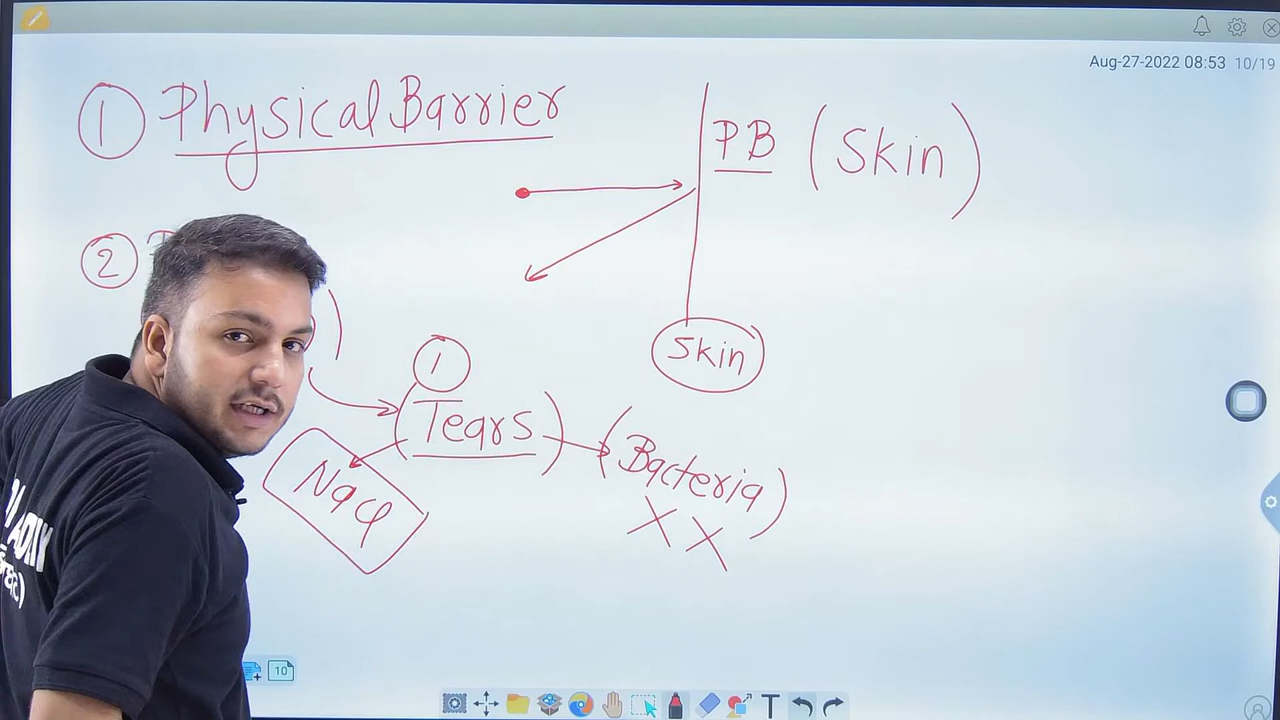 Aug-27-2022 08:53 10/19
① Physical Barrier
PB (Skin)
②
Skin
①
(Tears) → (Bacteria)
NaCl
X X
10
T